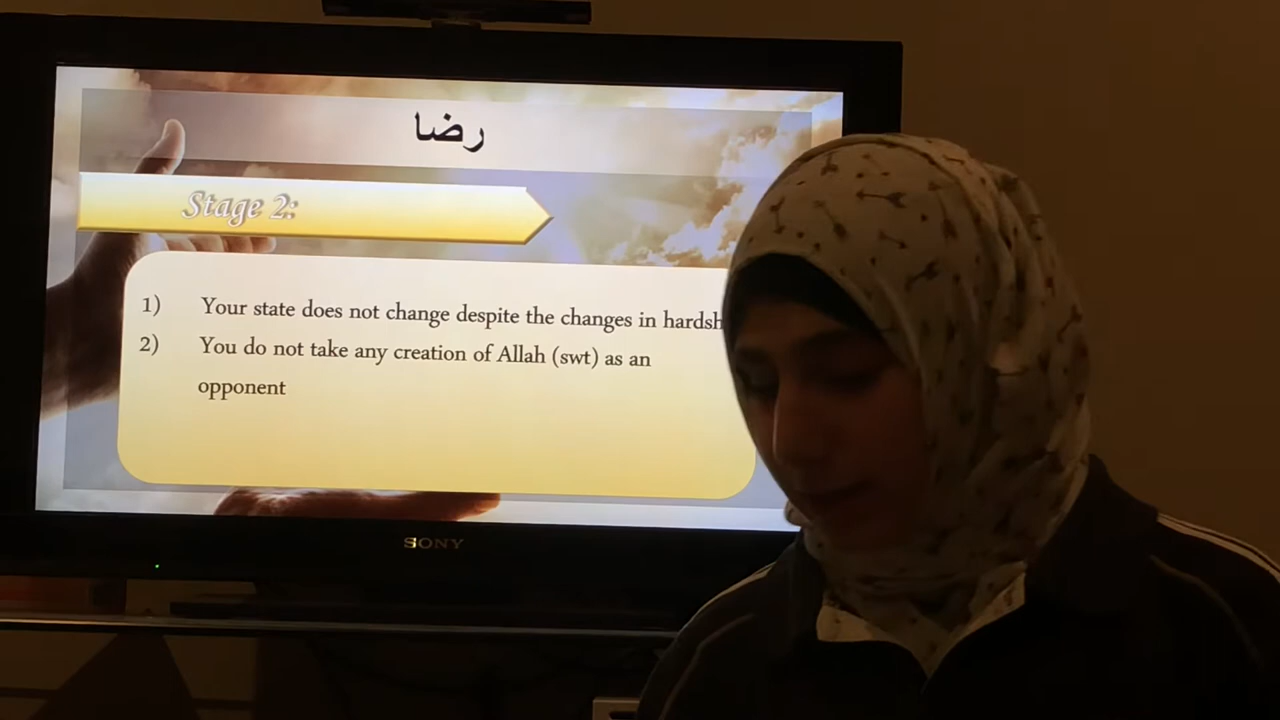 رضا
Stage 2:
1) Your state does not change despite the changes in
2) You do not take any creation of Allah (swt) as an
opponent
SONY